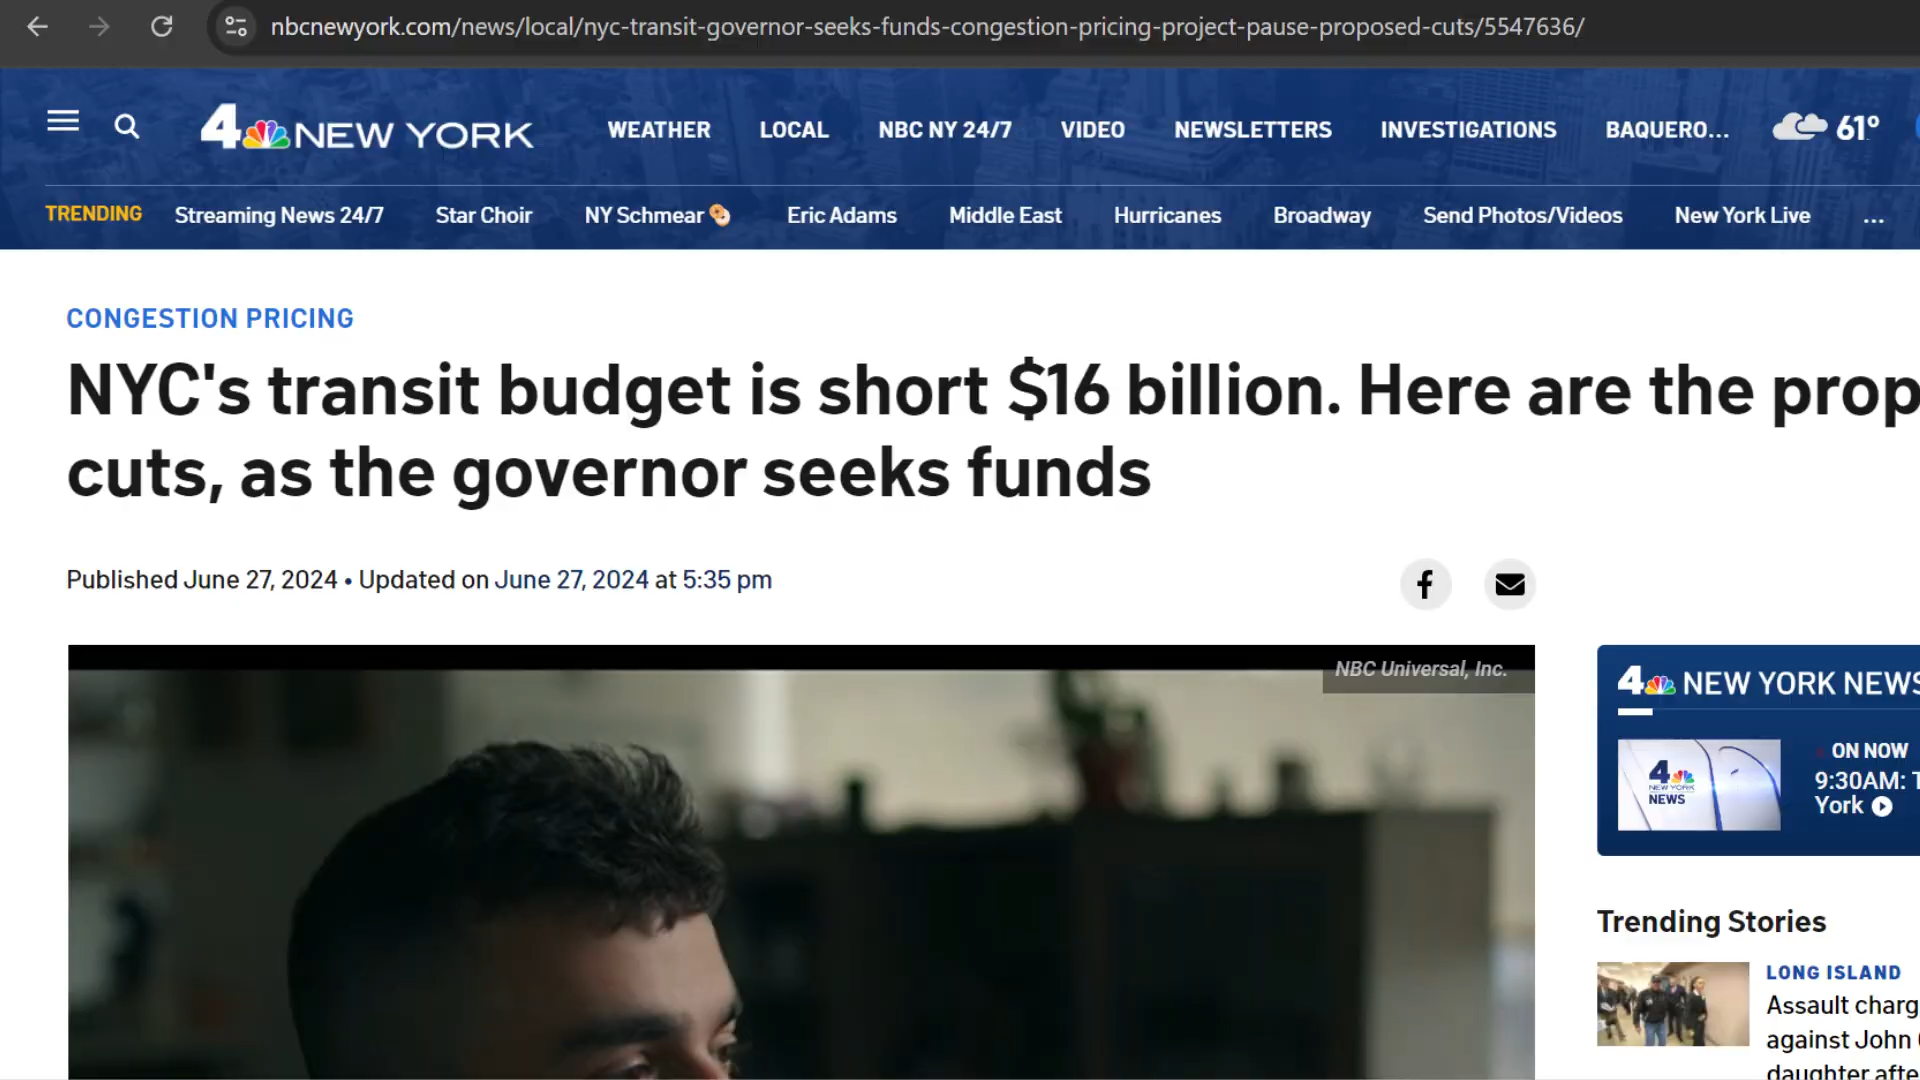 nbcnewyork.com/news/local/nyc-transit-governor-seeks-funds-congestion-pricing-project-pause-proposed-cuts/5547636/
4 NEW YORK
WEATHER LOCAL NBC NY 24/7 VIDEO NEWSLETTERS INVESTIGATIONS BAQUERO... 61°
TRENDING Streaming News 24/7 Star Choir NY Schmear Eric Adams Middle East Hurricanes Broadway Send Photos/Videos New York Live ...
CONGESTION PRICING
NYC's transit budget is short $16 billion. Here are the prop
cuts, as the governor seeks funds
Published June 27, 2024 • Updated on June 27, 2024 at 5:35 pm
NBC Universal, Inc.
4 NEW YORK NEWS
4
NEW YORK
NEWS
ON NOW
9:30AM: T
York
Trending Stories
LONG ISLAND
Assault charg
against John
daughter afte